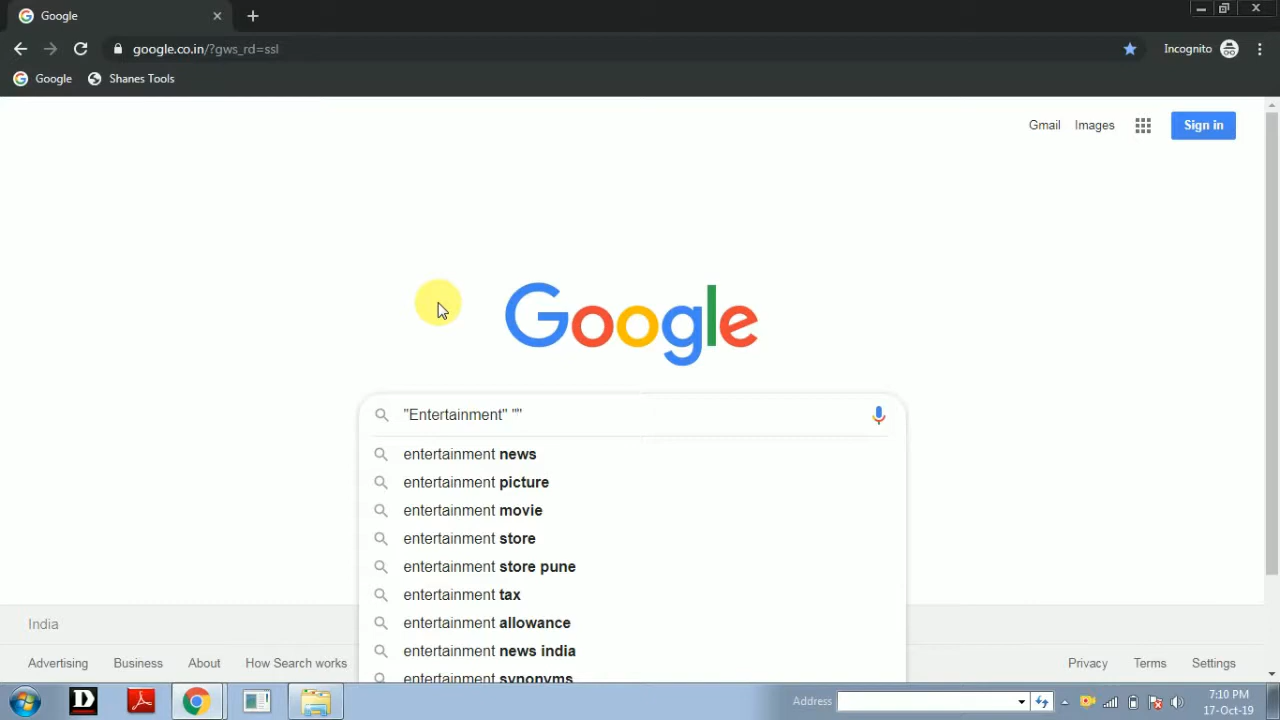 Google
google.co.in/?gws_rd=ssl
Incognito
Google
Shanes Tools
Gmail
Images
Sign in
Google
"Entertainment" ""
entertainment news
entertainment picture
entertainment movie
entertainment store
entertainment store pune
entertainment tax
entertainment allowance
entertainment news india
entertainment synonyms
India
Advertising
Business
About
How Search works
Privacy
Terms
Settings
D
Address
7:10 PM
17-Oct-19